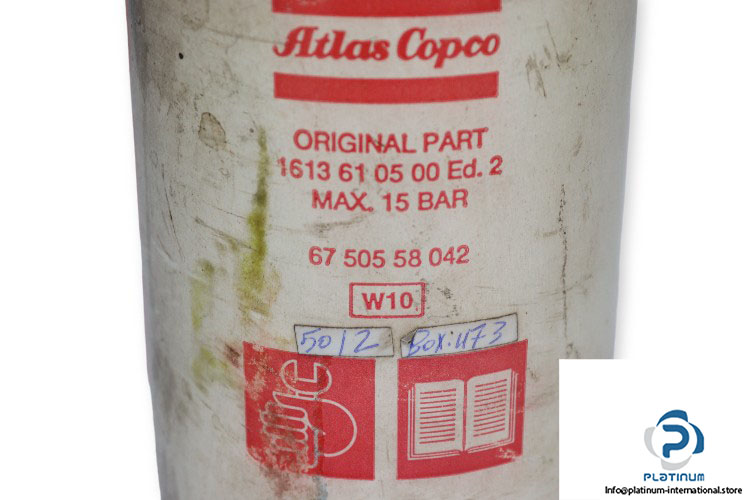 Atlas Copco
ORIGINAL PART
1613 61 05 00 Ed. 2
MAX. 15 BAR
67 505 58 042
W10
50/2 Box:473
PLATINUM
Info@platinum-international.store